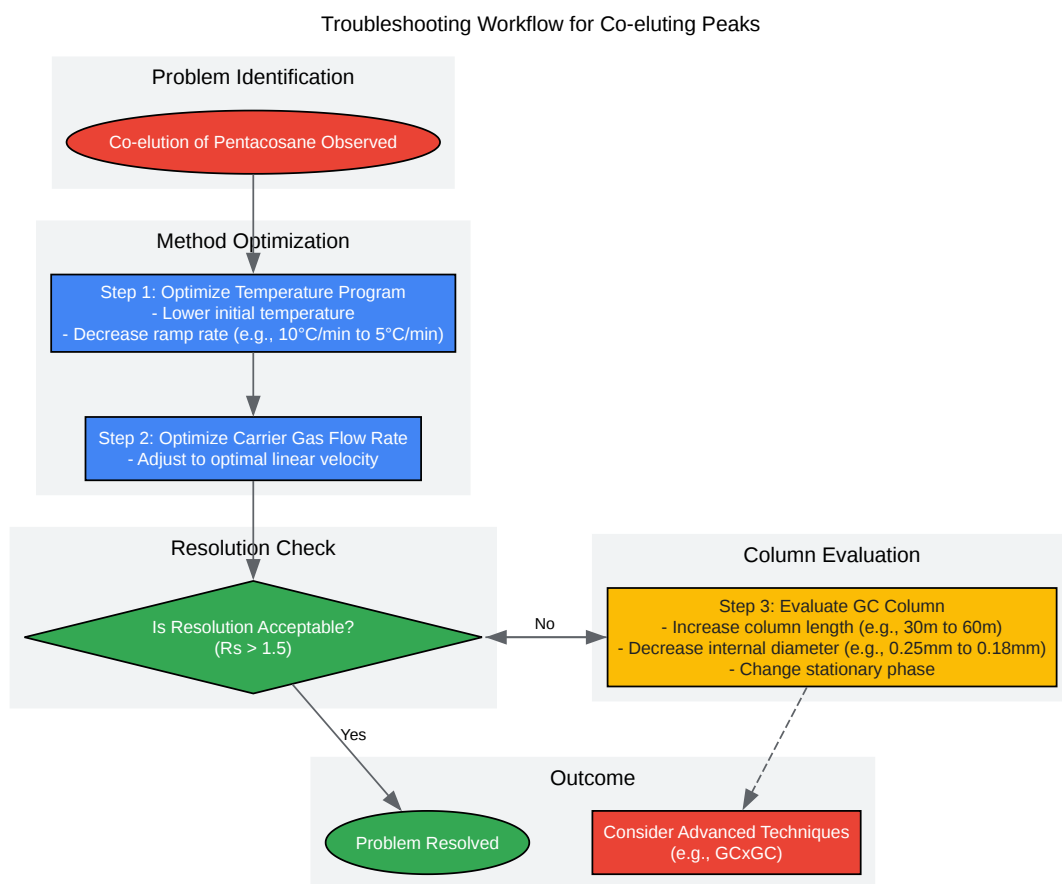 Troubleshooting Workflow for Co-eluting Peaks
Problem Identification
Co-elution of Pentacosane Observed
Method Optimization
Step 1: Optimize Temperature Program
- Lower initial temperature
- Decrease ramp rate (e.g., 10°C/min to 5°C/min)
Step 2: Optimize Carrier Gas Flow Rate
- Adjust to optimal linear velocity
Resolution Check
Is Resolution Acceptable?
(Rs > 1.5)
No
Column Evaluation
Step 3: Evaluate GC Column
- Increase column length (e.g., 30m to 60m)
- Decrease internal diameter (e.g., 0.25mm to 0.18mm)
- Change stationary phase
Yes
Outcome
Problem Resolved
Consider Advanced Techniques
(e.g., GCxGC)